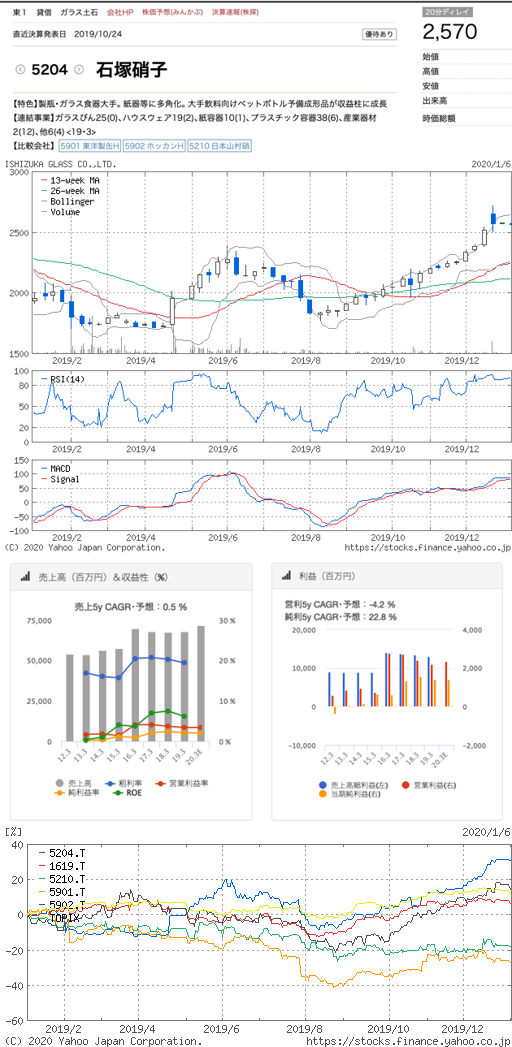 東1 貸借 ガラス土石 会社HP 株価予想(みんかぶ) 決算速報(株探)
直近決算発表日 2019/10/24 優待あり
20分ディレイ
2,570
5204 石塚硝子
始値
高値
安値
出来高
時価総額
【特色】製瓶・ガラス食器大手。紙器等に多角化。大手飲料向けペットボトル予備成形品が収益柱に成長
【連結事業】ガラスびん25(0)、ハウスウェア19(2)、紙容器10(1)、プラスチック容器38(6)、産業器材
2(12)、他6(4) <19・3>
【比較会社】 5901 東洋製缶H 5902 ホッカンH 5210 日本山村硝
ISHIZUKA GLASS CO.,LTD. 2020/1/6
3000
2500
2000
1500
13-week MA
26-week MA
Bollinger
Volume
2019/2 2019/4 2019/6 2019/8 2019/10 2019/12
100
80
60
40
20
0
RSI(14)
2019/2 2019/4 2019/6 2019/8 2019/10 2019/12
150
100
50
0
-50
-100
MACD
Signal
2019/2 2019/4 2019/6 2019/8 2019/10 2019/12
(C) 2020 Yahoo Japan Corporation. https://stocks.finance.yahoo.co.jp
売上高（百万円）＆収益性（%）
売上5y CAGR・予想：0.5 %
75,000
50,000
25,000
0
30 %
20 %
10 %
0 %
12.3 13.3 14.3 15.3 16.3 17.3 18.3 19.3 20.3E
売上高 粗利率 営業利益率
純利益率 ROE
利益（百万円）
営利5y CAGR・予想：-4.2 %
純利5y CAGR・予想：22.8 %
20,000
10,000
0
−10,000
4,000
2,000
0
−2,000
12.3 13.3 14.3 15.3 16.3 17.3 18.3 19.3 20.3E
売上高総利益(左) 営業利益(右)
当期純利益(右)
[%] 2020/1/6
40
20
0
-20
-40
-60
5204.T
1619.T
5210.T
5901.T
5902.T
TOPIX
2019/2 2019/4 2019/6 2019/8 2019/10 2019/12
(C) 2020 Yahoo Japan Corporation. https://stocks.finance.yahoo.co.jp